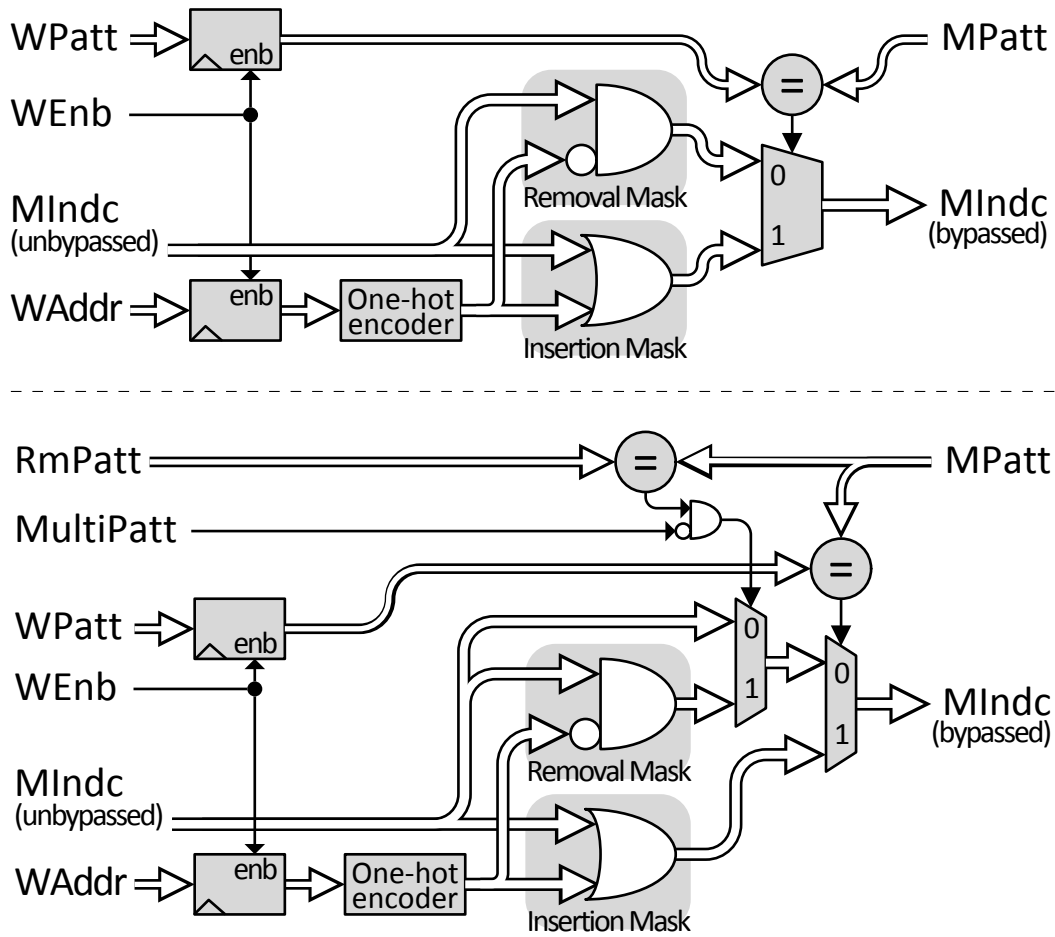 WPatt
enb
MPatt
=
WEnb
0
Removal Mask
MIndc
(unbypassed)
1
MIndc
(bypassed)
WAddr
enb
One-hot
encoder
Insertion Mask
RmPatt
=
MPatt
MultiPatt
=
WPatt
enb
0
0
WEnb
1
1
MIndc
(bypassed)
Removal Mask
MIndc
(unbypassed)
WAddr
enb
One-hot
encoder
Insertion Mask